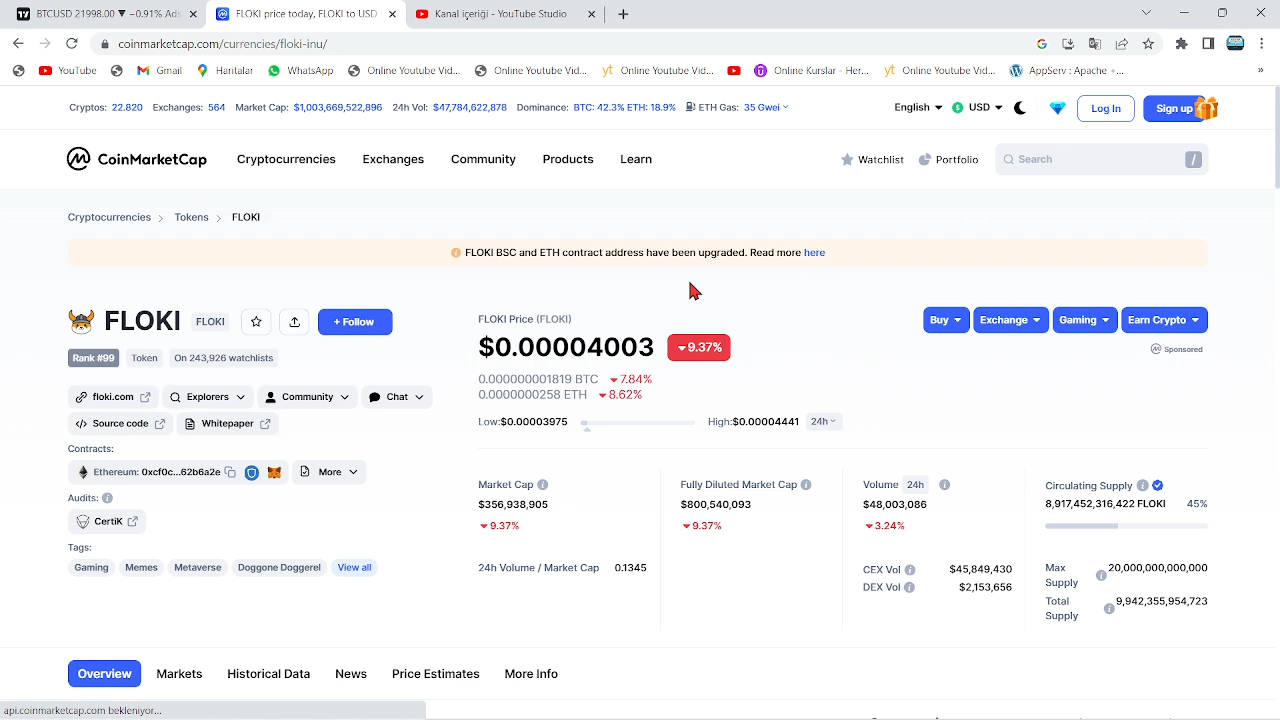 BTCUSD 21998.00 ▼ −0.91% Ads
FLOKI price today, FLOKI to USD
Kanal içeriği - YouTube Studio
coinmarketcap.com/currencies/floki-inu/
YouTube
Gmail
Haritalar
WhatsApp
Online Youtube Vid...
Online Youtube Vid...
Online Youtube Vid...
Online Kurslar - Her...
Online Youtube Vid...
AppServ : Apache +...
»
Cryptos: 22.820 Exchanges: 564 Market Cap: $1,003,669,522,896 24h Vol: $47,784,622,878 Dominance: BTC: 42.3% ETH: 18.9% ETH Gas: 35 Gwei
English USD Log In Sign up
CoinMarketCap Cryptocurrencies Exchanges Community Products Learn
Watchlist Portfolio Search /
Cryptocurrencies > Tokens > FLOKI
FLOKI BSC and ETH contract address have been upgraded. Read more here
FLOKI FLOKI + Follow
Rank #99 Token On 243,926 watchlists
floki.com Explorers Community Chat
Source code Whitepaper
Contracts:
Ethereum: 0xcf0c...62b6a2e More
Audits:
CertiK
Tags:
Gaming Memes Metaverse Doggone Doggerel View all
FLOKI Price (FLOKI)
$0.00004003 9.37%
0.000000001819 BTC 7.84%
0.0000000258 ETH 8.62%
Low:$0.00003975 High:$0.00004441 24h
Buy Exchange Gaming Earn Crypto
Sponsored
Market Cap
$356,938,905
9.37%
24h Volume / Market Cap 0.1345
Fully Diluted Market Cap
$800,540,093
9.37%
Volume 24h
$48,003,086
3.24%
CEX Vol $45,849,430
DEX Vol $2,153,656
Circulating Supply
8,917,452,316,422 FLOKI 45%
Max Supply 20,000,000,000,000
Total Supply 9,942,355,954,723
Overview Markets Historical Data News Price Estimates More Info
api.coinmarketcap.com bekleniyor...